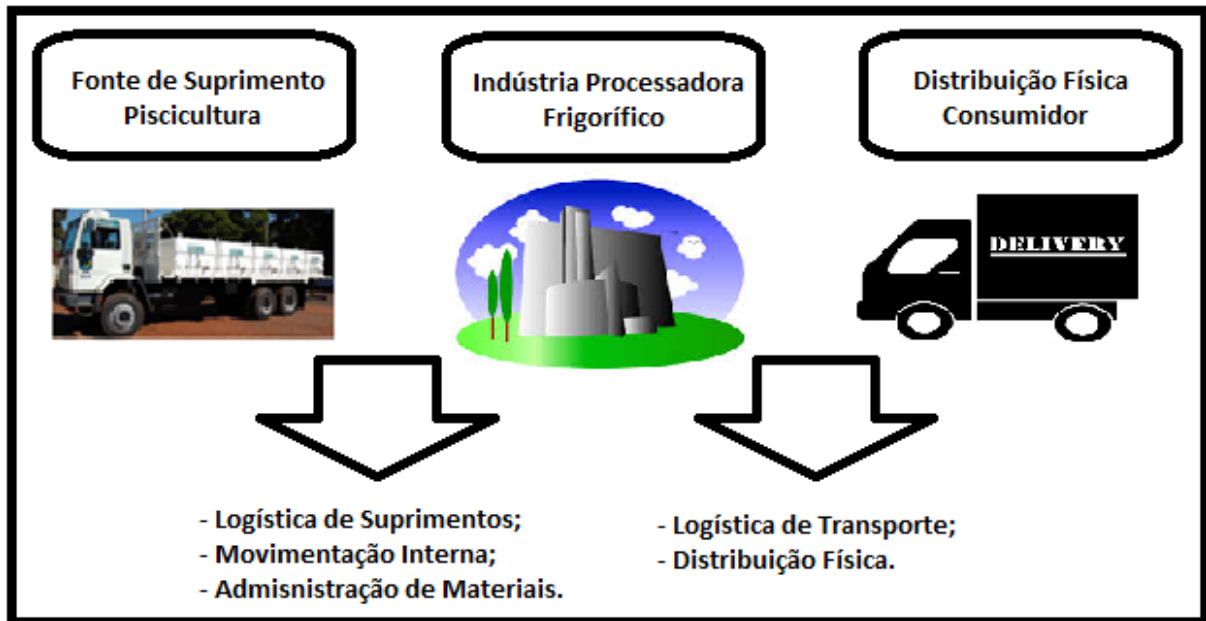 Fonte de Suprimento
Piscicultura
Indústria Processadora
Frigorífico
Distribuição Física
Consumidor
DELIVERY
- Logística de Suprimentos;
- Movimentação Interna;
- Admisnistração de Materiais.
- Logística de Transporte;
- Distribuição Física.